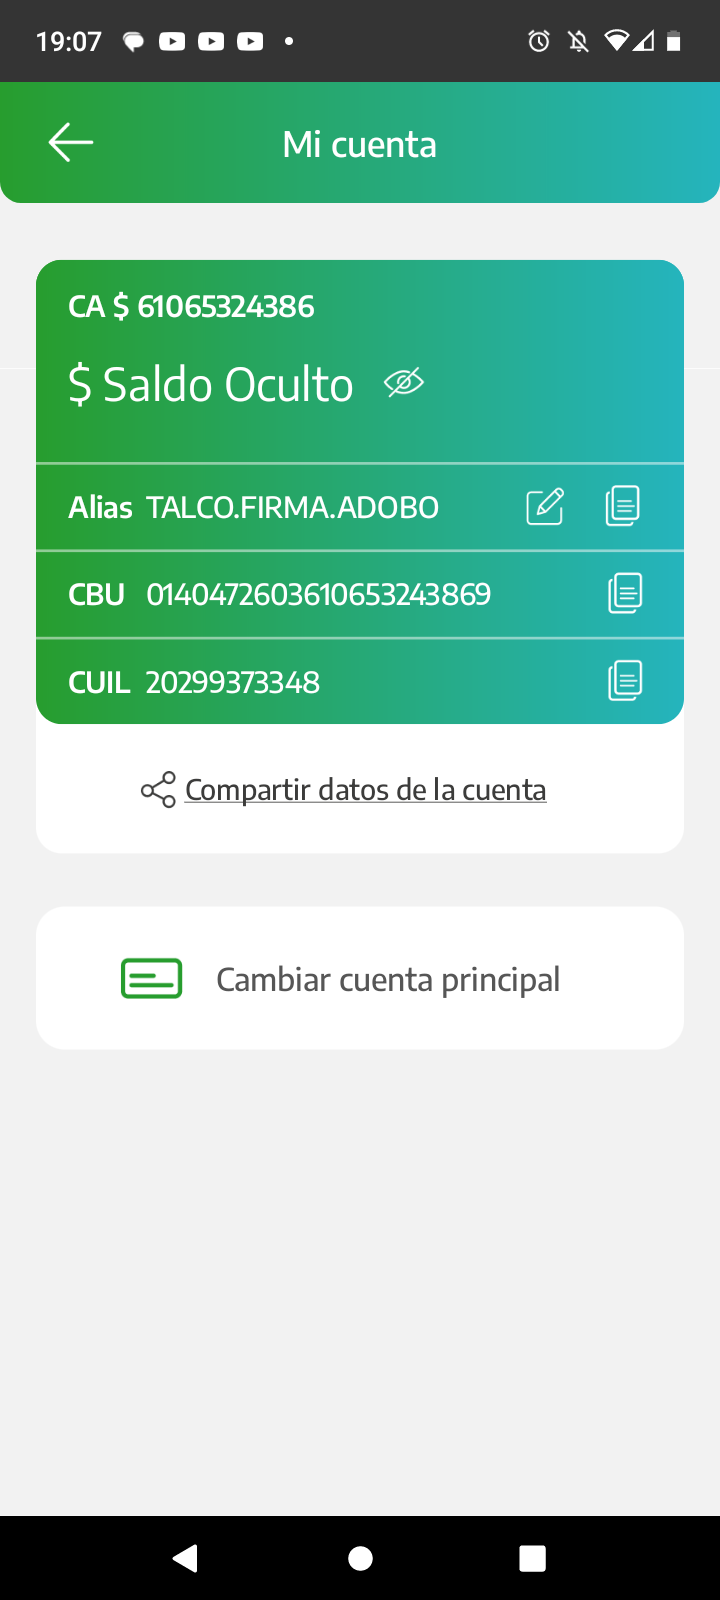 19:07
Mi cuenta
CA $ 61065324386
$ Saldo Oculto
Alias TALCO.FIRMA.ADOBO
CBU 0140472603610653243869
CUIL 20299373348
Compartir datos de la cuenta
Cambiar cuenta principal